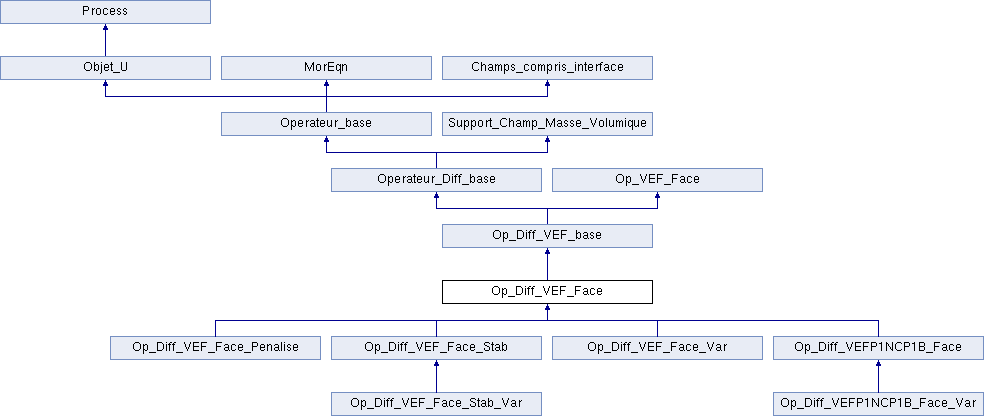 Process
Objet_U
MorEqn
Champs_compris_interface
Operateur_base
Support_Champ_Masse_Volumique
Operateur_Diff_base
Op_VEF_Face
Op_Diff_VEF_base
Op_Diff_VEF_Face
Op_Diff_VEF_Face_Penalise
Op_Diff_VEF_Face_Stab
Op_Diff_VEF_Face_Var
Op_Diff_VEFP1NCP1B_Face
Op_Diff_VEF_Face_Stab_Var
Op_Diff_VEFP1NCP1B_Face_Var